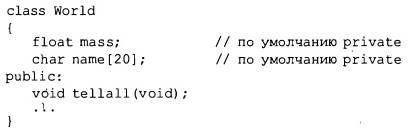 class World
{
float mass; // по умолчанию private
char name[20]; // по умолчанию private
public:
void tellall(void);
...
}